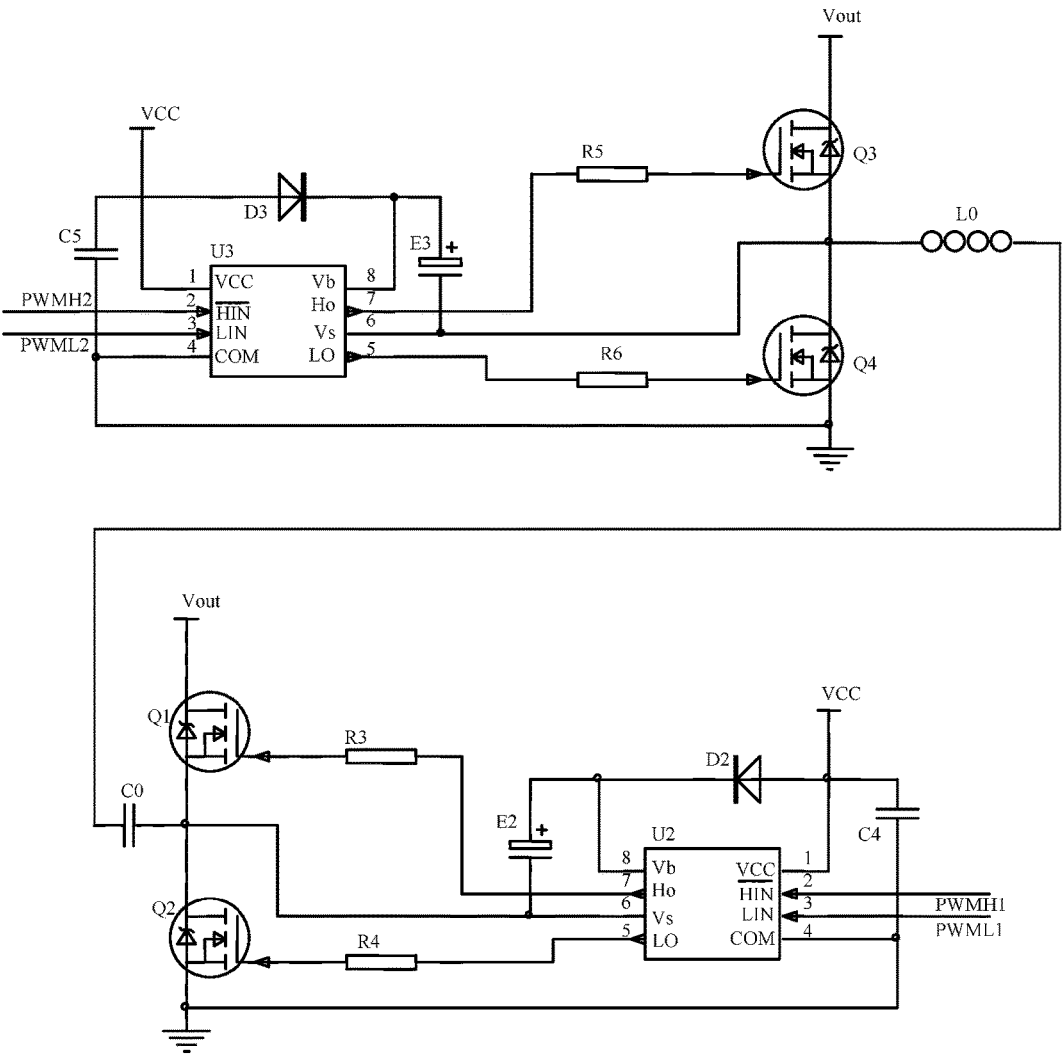 Vout
VCC
R5
Q3
D3
L0
C5
U3
E3 +
1 VCC Vb 8
PWMH2 2 HIN Ho 7
3 LIN Vs 6
PWML2 4 COM LO 5
R6
Q4
Vout
VCC
Q1
R3
D2
C0
E2 +
U2
C4
8 Vb VCC 1
7 Ho HIN 2
6 Vs LIN 3 PWMH1
5 LO COM 4 PWML1
Q2
R4